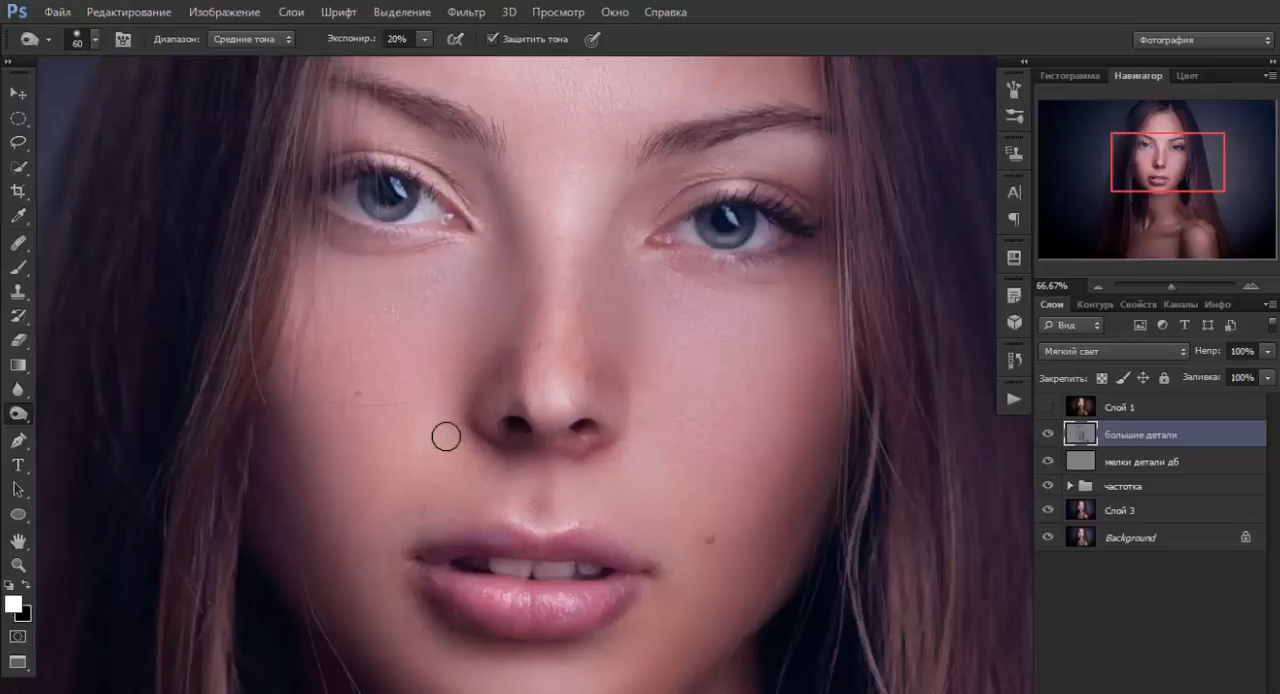 Ps Файл Редактирование Изображение Слои Шрифт Выделение Фильтр 3D Просмотр Окно Справка
60 Диапазон: Средние тона Экспонир.: 20% Защитить тона Фотография
Гистограмма Навигатор Цвет
66,67%
Слои Контуры Свойств Каналы Инфо
Вид
Мягкий свет Непр: 100%
Закрепить: Заливка: 100%
Слой 1
большие детали
мелки детали дб
частотка
Слой 3
Background